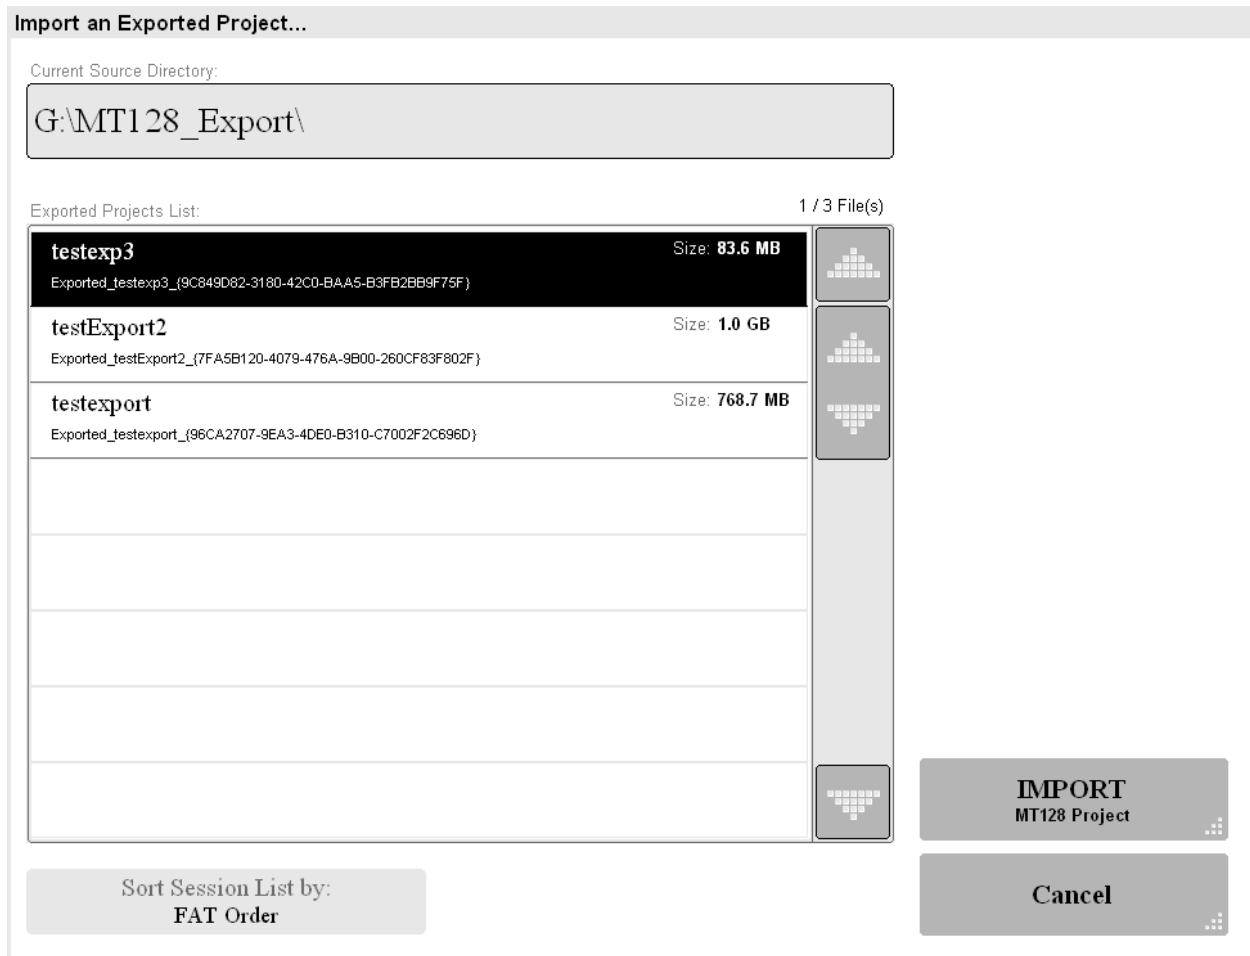 Import an Exported Project...
Current Source Directory:
G:\MT128_Export\
Exported Projects List:
1 / 3 File(s)
testexp3
Size: 83.6 MB
Exported_testexp3_{9C849D82-3180-42C0-BAA5-B3FB2BB9F75F}
testExport2
Size: 1.0 GB
Exported_testExport2_{7FA5B120-4079-476A-9B00-260CF83F802F}
testexport
Size: 768.7 MB
Exported_testexport_{96CA2707-9EA3-4DE0-B310-C7002F2C696D}
IMPORT
MT128 Project
Sort Session List by:
FAT Order
Cancel